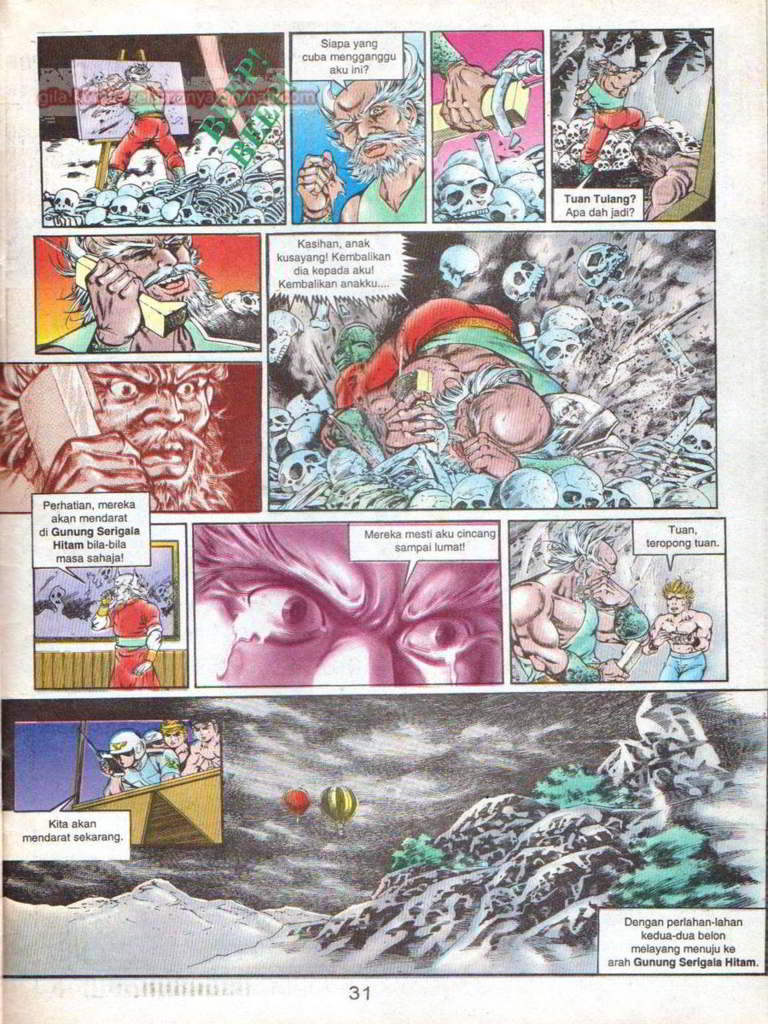 BEEP!
BEEP!
Siapa yang
cuba mengganggu
aku ini?
Tuan Tulang?
Apa dah jadi?
Kasihan, anak
kusayang! Kembalikan
dia kepada aku!
Kembalikan anakku....
Perhatian, mereka
akan mendarat
di Gunung Serigala
Hitam bila-bila
masa sahaja!
Mereka mesti aku cincang
sampai lumat!
Tuan,
teropong tuan.
Kita akan
mendarat sekarang.
Dengan perlahan-lahan
kedua-dua belon
melayang menuju ke
arah Gunung Serigala Hitam.
31